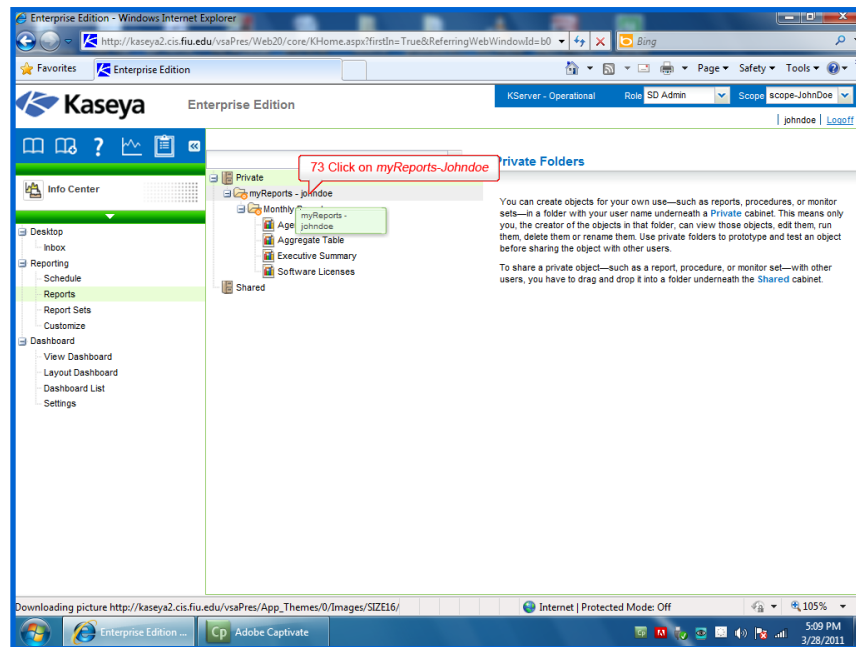 Enterprise Edition - Windows Internet Explorer
http://kaseya2.cis.fiu.edu/vsaPres/Web20/core/KHome.aspx?firstIn=True&ReferringWebWindowId=b0
Bing
Favorites
Enterprise Edition
Page
Safety
Tools
Kaseya
Enterprise Edition
KServer - Operational
Role
SD Admin
Scope
scope-JohnDoe
johndoe
Logoff
Info Center
Desktop
Inbox
Reporting
Schedule
Reports
Report Sets
Customize
Dashboard
View Dashboard
Layout Dashboard
Dashboard List
Settings
73 Click on myReports-Johndoe
Private
myReports - johndoe
Monthly
myReports -
johndoe
Age
Aggregate Table
Executive Summary
Software Licenses
Shared
Private Folders
You can create objects for your own use—such as reports, procedures, or monitor
sets—in a folder with your user name underneath a Private cabinet. This means only
you, the creator of the objects in that folder, can view those objects, edit them, run
them, delete them or rename them. Use private folders to prototype and test an object
before sharing the object with other users.
To share a private object—such as a report, procedure, or monitor set—with other
users, you have to drag and drop it into a folder underneath the Shared cabinet.
Downloading picture http://kaseya2.cis.fiu.edu/vsaPres/App_Themes/0/Images/SIZE16/
Internet | Protected Mode: Off
105%
Enterprise Edition ...
Cp Adobe Captivate
5:09 PM
3/28/2011